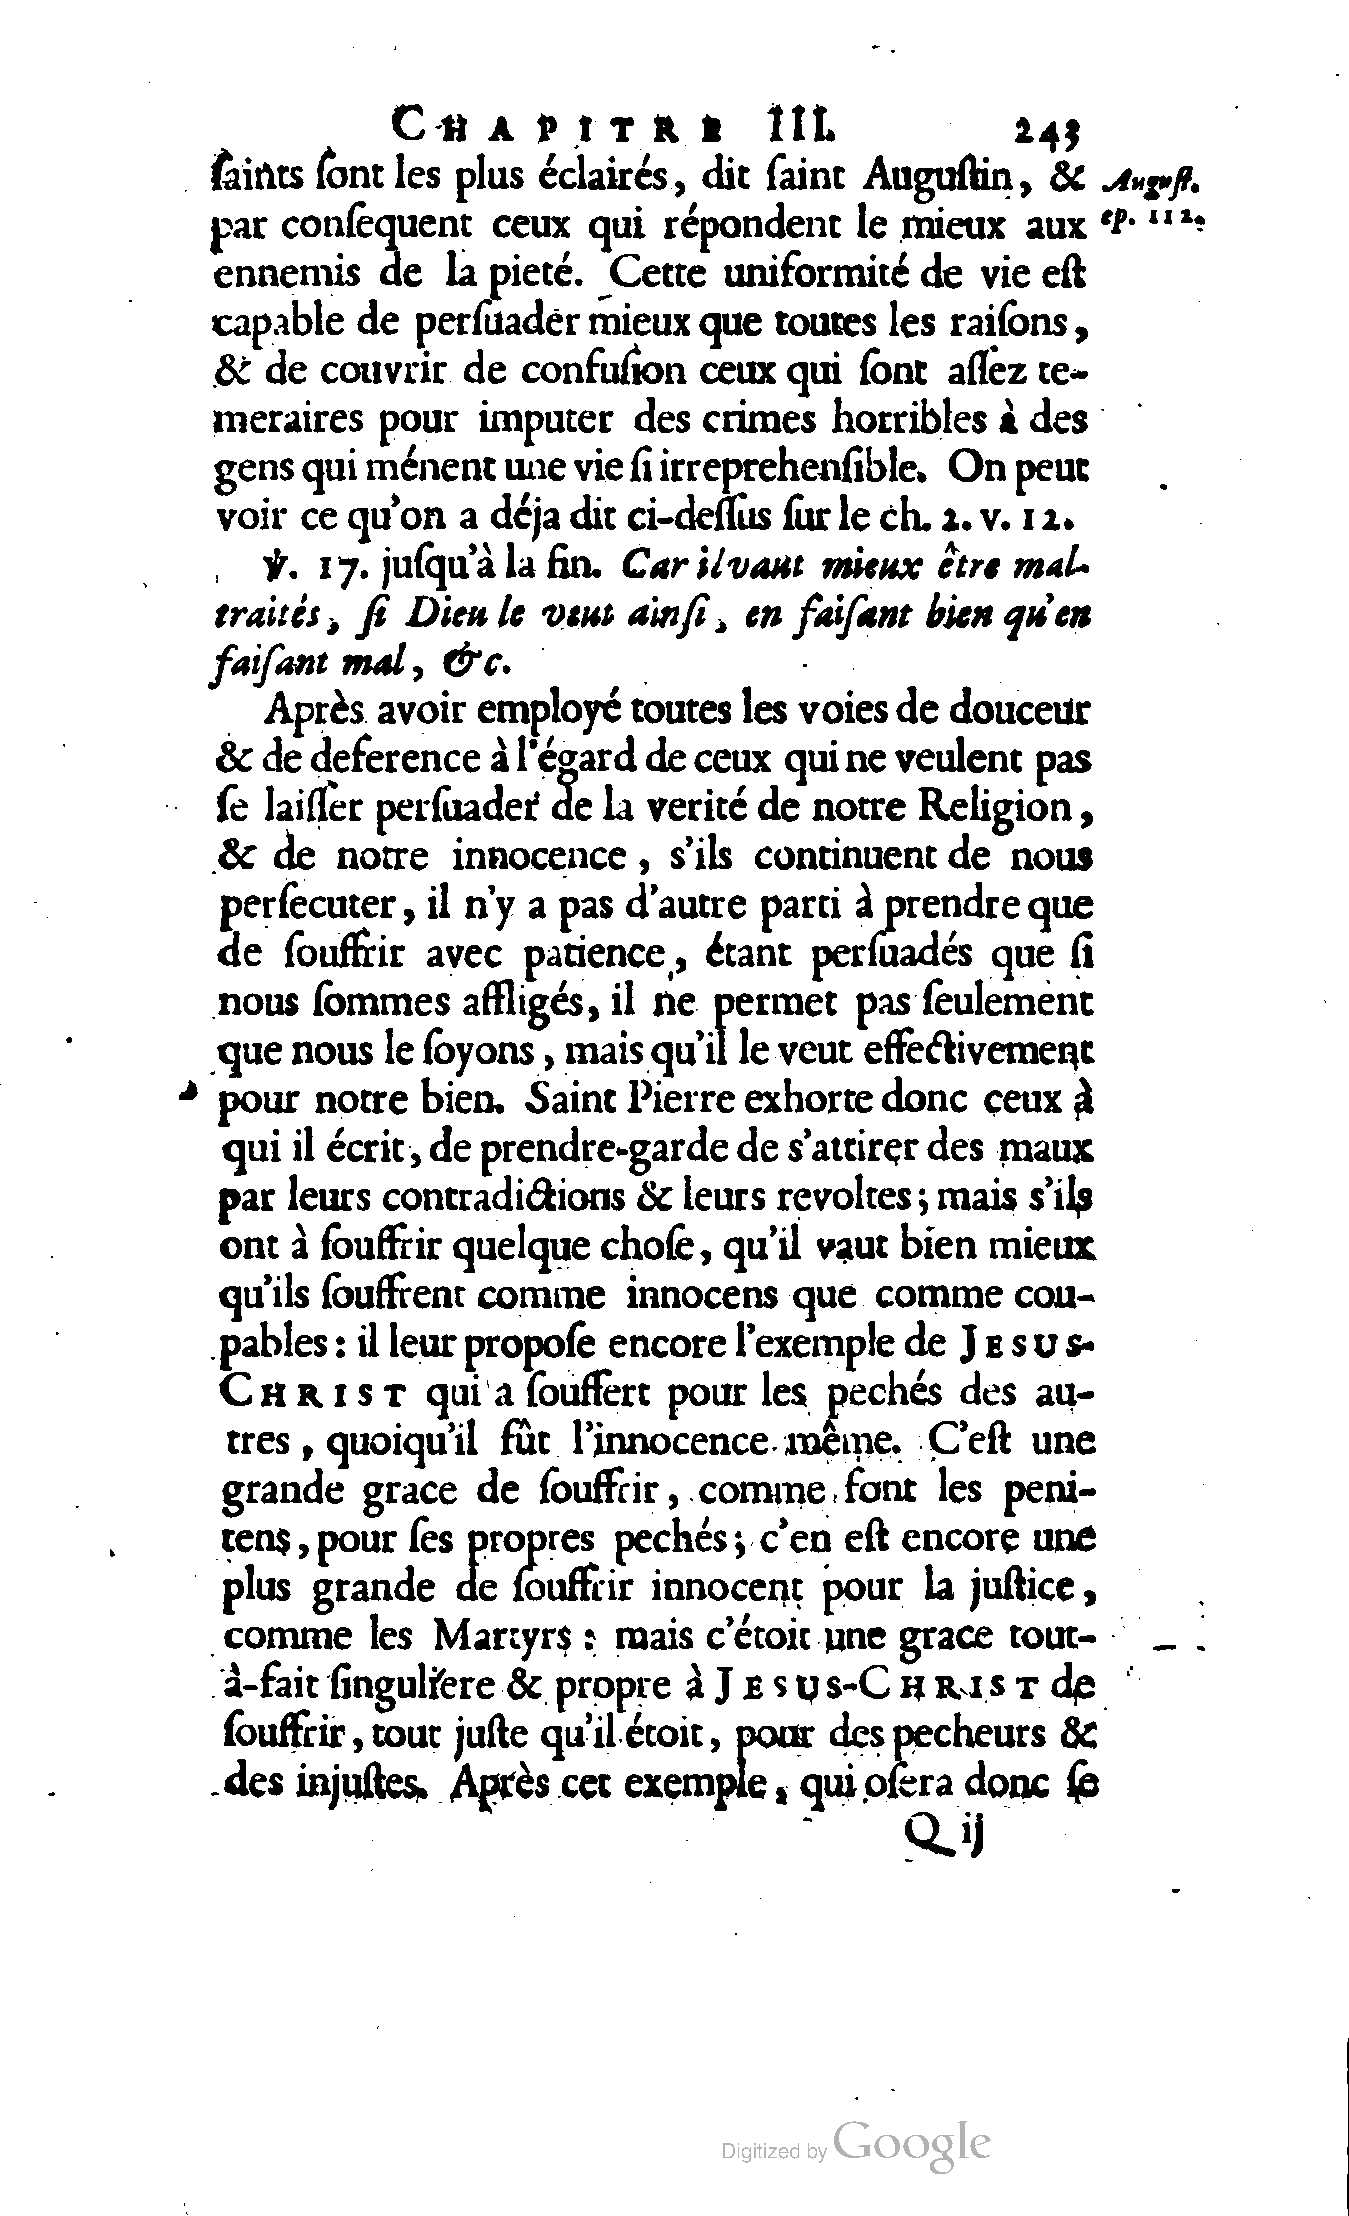 CHAPITRE III. 243
ſaints ſont les plus éclairés, dit ſaint Auguſtin, & Auguſt.
par conſequent ceux qui répondent le mieux aux ep. 112.
ennemis de la pieté. Cette uniformité de vie eſt
capable de perſuader mieux que toutes les raiſons,
& de couvrir de confuſion ceux qui ſont aſſez te-
meraires pour imputer des crimes horribles à des
gens qui ménent une vie ſi irreprehenſible. On peut
voir ce qu'on a déja dit ci-deſſus ſur le ch. 2. v. 12.
℣. 17. juſqu'à la fin. Car il vaut mieux être mal-
traités, ſi Dieu le veut ainſi, en faiſant bien qu'en
faiſant mal, &c.
Après avoir employé toutes les voies de douceur
& de deference à l'égard de ceux qui ne veulent pas
ſe laiſſer perſuader de la verité de notre Religion,
& de notre innocence, s'ils continuent de nous
perſecuter, il n'y a pas d'autre parti à prendre que
de ſouffrir avec patience, étant perſuadés que ſi
nous ſommes affligés, il ne permet pas ſeulement
que nous le ſoyons, mais qu'il le veut effectivement
pour notre bien. Saint Pierre exhorte donc ceux à
qui il écrit, de prendre-garde de s'attirer des maux
par leurs contradictions & leurs revoltes; mais s'ils
ont à ſouffrir quelque choſe, qu'il vaut bien mieux
qu'ils ſouffrent comme innocens que comme cou-
pables: il leur propoſe encore l'exemple de JESUS-
CHRIST qui a ſouffert pour les pechés des au-
tres, quoiqu'il fût l'innocence même. C'eſt une
grande grace de ſouffrir, comme font les peni-
tens, pour ſes propres pechés; c'en eſt encore une
plus grande de ſouffrir innocent pour la juſtice,
comme les Martyrs: mais c'étoit une grace tout-
à-fait ſinguliere & propre à JESUS-CHRIST de
ſouffrir, tout juſte qu'il étoit, pour des pecheurs &
des injuſtes. Après cet exemple, qui oſera donc ſe
Q ij
Digitized by Google